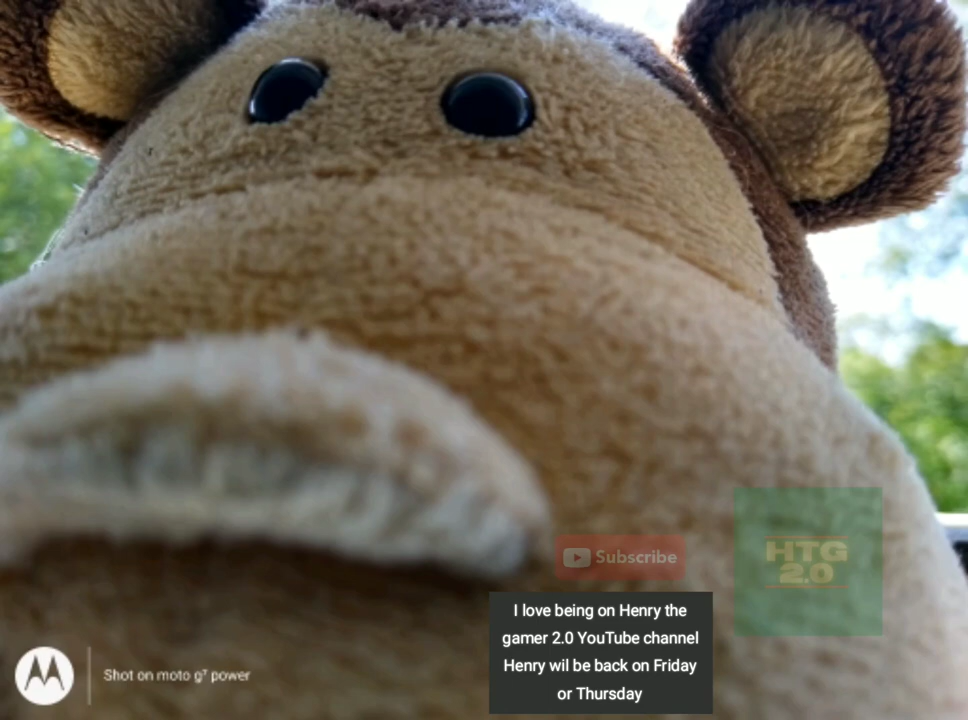 Subscribe
HTG
2.0
I love being on Henry the
gamer 2.0 YouTube channel
Henry wil be back on Friday
or Thursday
Shot on moto g⁷ power